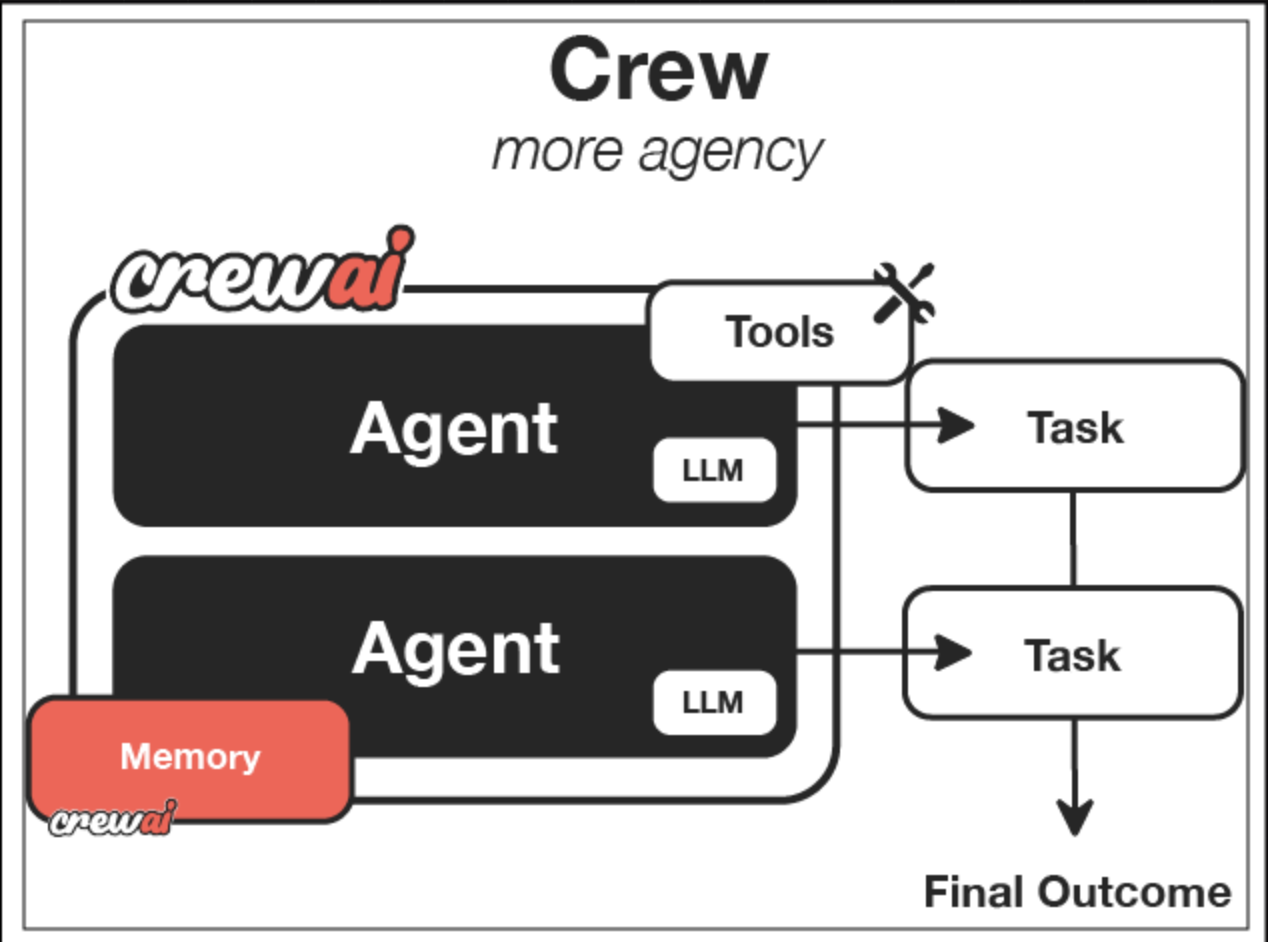 Crew
more agency
crewai
Tools
Agent
LLM
Task
Agent
LLM
Task
Memory
crewai
Final Outcome